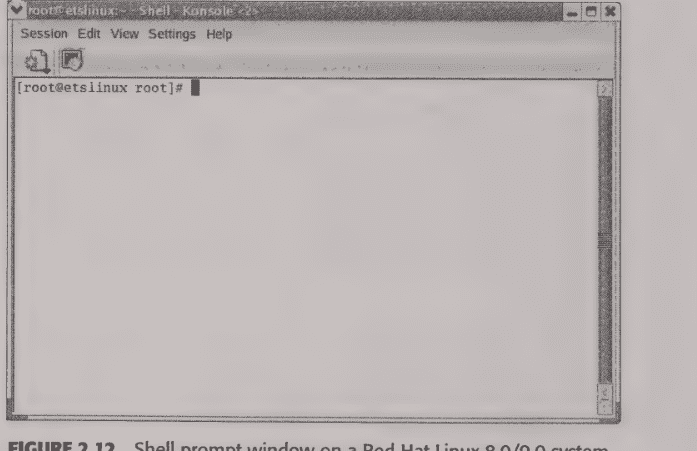 root@etslinux:~ - Shell - Konsole <2>
Session Edit View Settings Help
[root@etslinux root]#
FIGURE 2.12 Shell prompt window on a Red Hat Linux 8.0/9.0 system